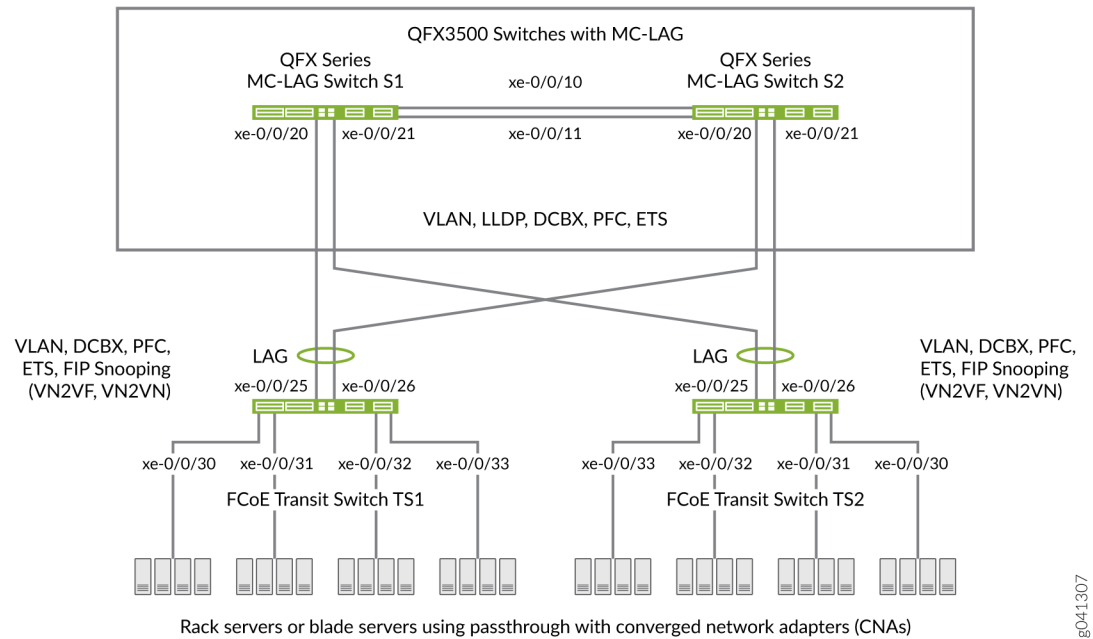 QFX3500 Switches with MC-LAG
QFX Series
MC-LAG Switch S1
QFX Series
MC-LAG Switch S2
xe-0/0/10
xe-0/0/20
xe-0/0/21
xe-0/0/11
xe-0/0/20
xe-0/0/21
VLAN, LLDP, DCBX, PFC, ETS
VLAN, DCBX, PFC,
ETS, FIP Snooping
(VN2VF, VN2VN)
LAG
LAG
VLAN, DCBX, PFC,
ETS, FIP Snooping
(VN2VF, VN2VN)
xe-0/0/25
xe-0/0/26
xe-0/0/25
xe-0/0/26
xe-0/0/30
xe-0/0/31
xe-0/0/32
xe-0/0/33
xe-0/0/33
xe-0/0/32
xe-0/0/31
xe-0/0/30
FCoE Transit Switch TS1
FCoE Transit Switch TS2
Rack servers or blade servers using passthrough with converged network adapters (CNAs)
g041307